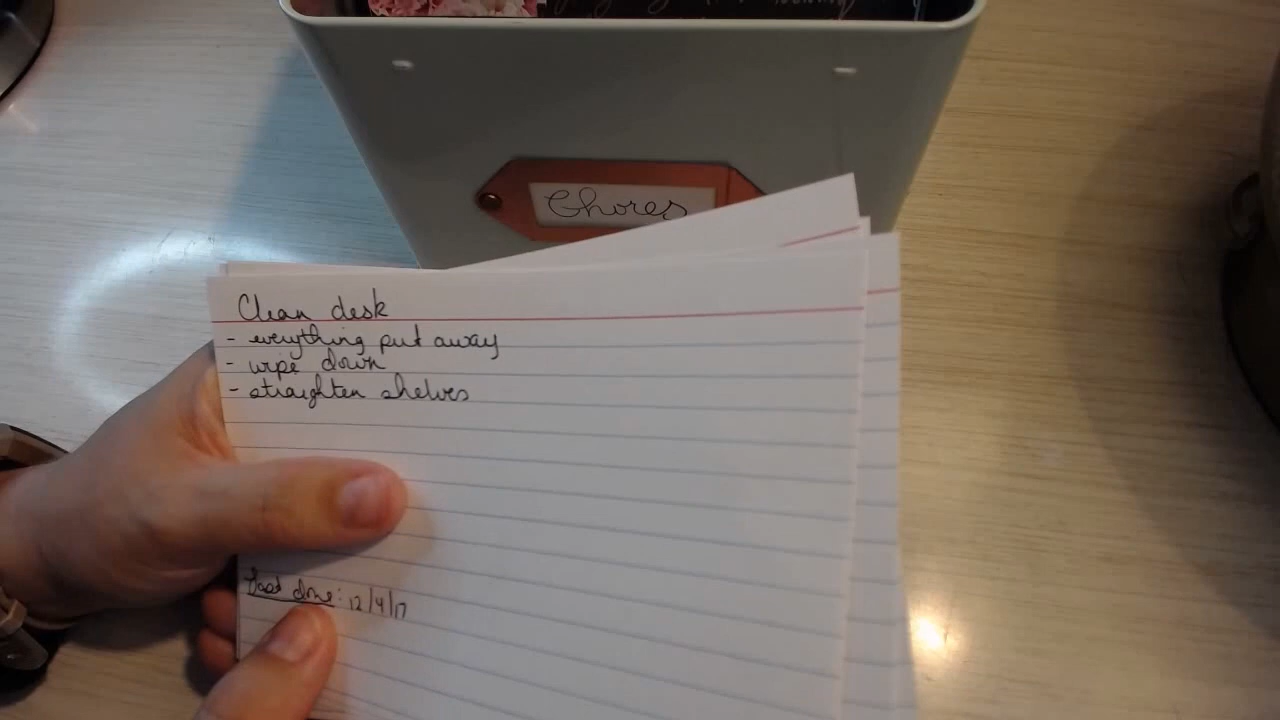 Chores
Clean desk
- everything put away
- wipe down
- straighten shelves
Last done: 12/4/17